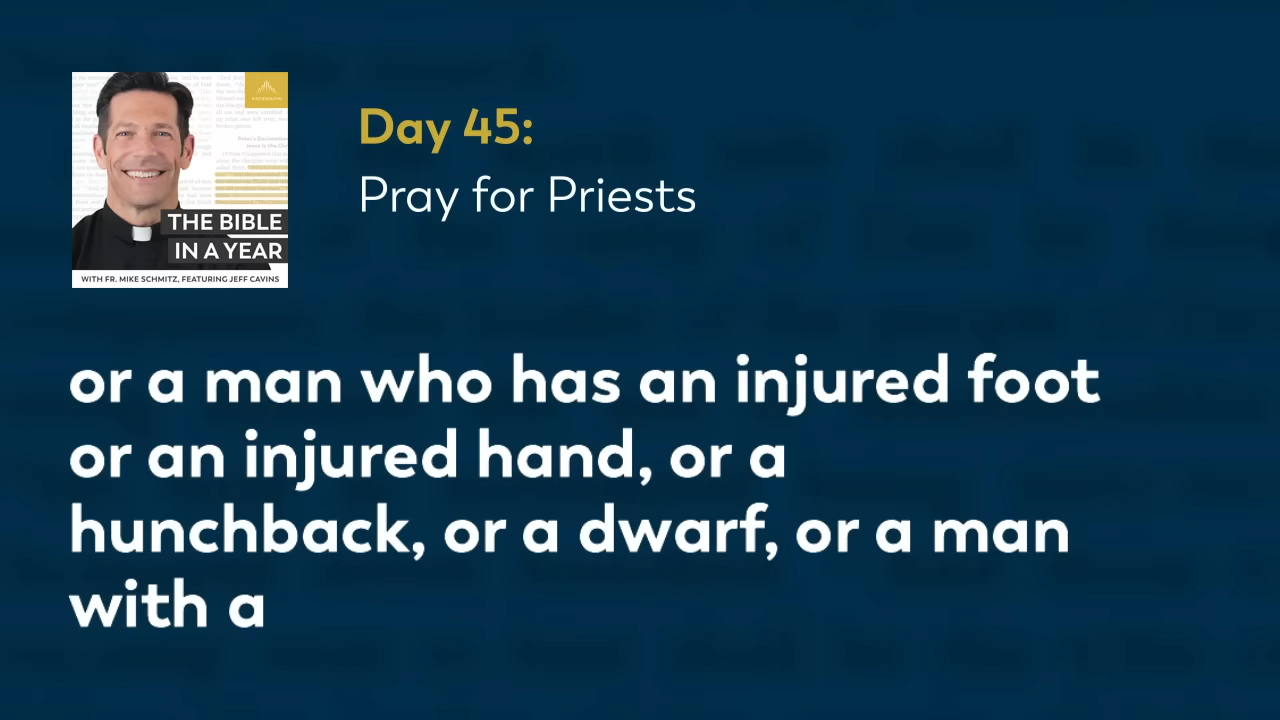 Day 45:
Pray for Priests
THE BIBLE
IN A YEAR
WITH FR. MIKE SCHMITZ, FEATURING JEFF CAVINS
or a man who has an injured foot
or an injured hand, or a
hunchback, or a dwarf, or a man
with a